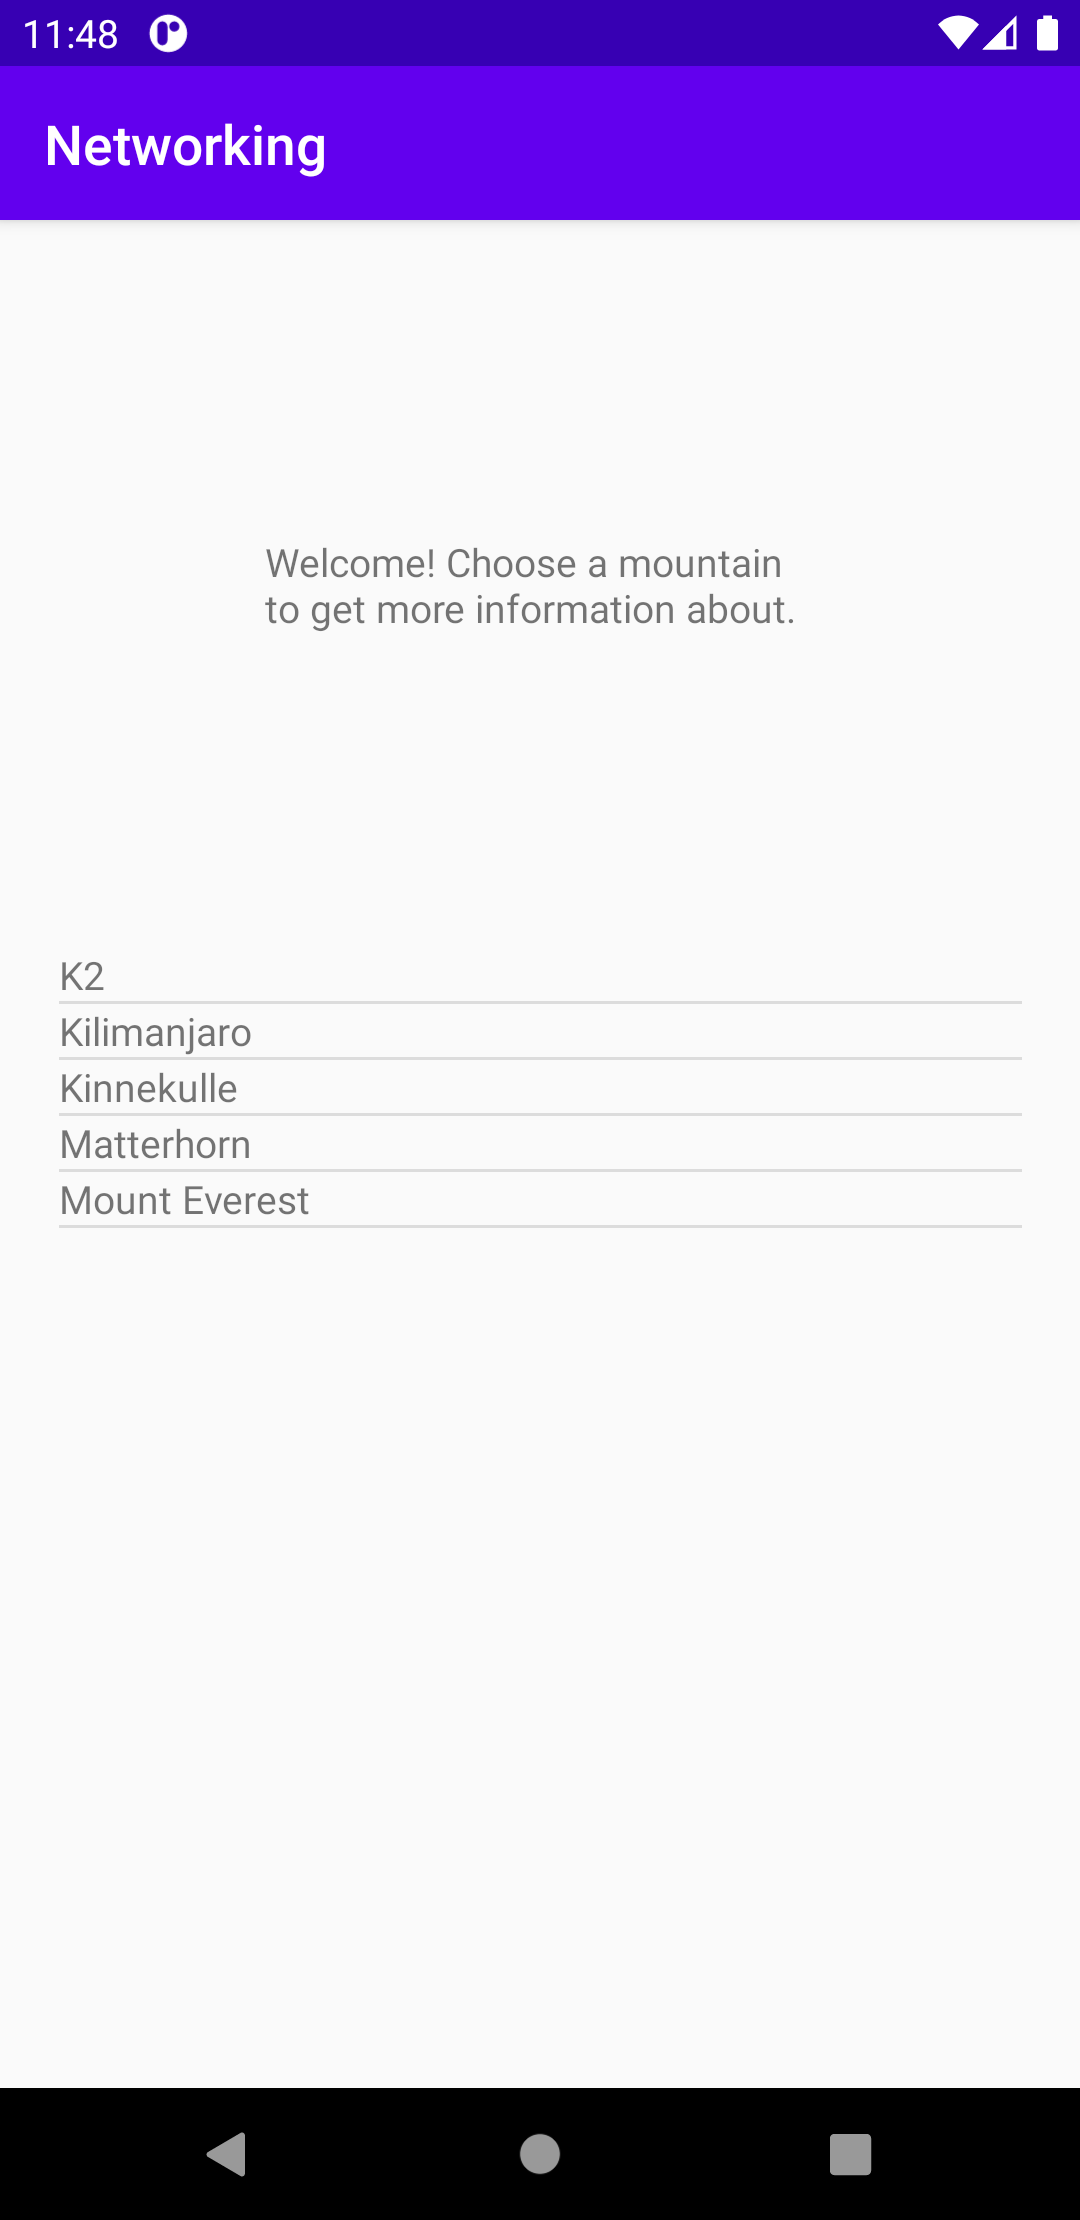 11:48
Networking
Welcome! Choose a mountain
to get more information about.
K2
Kilimanjaro
Kinnekulle
Matterhorn
Mount Everest